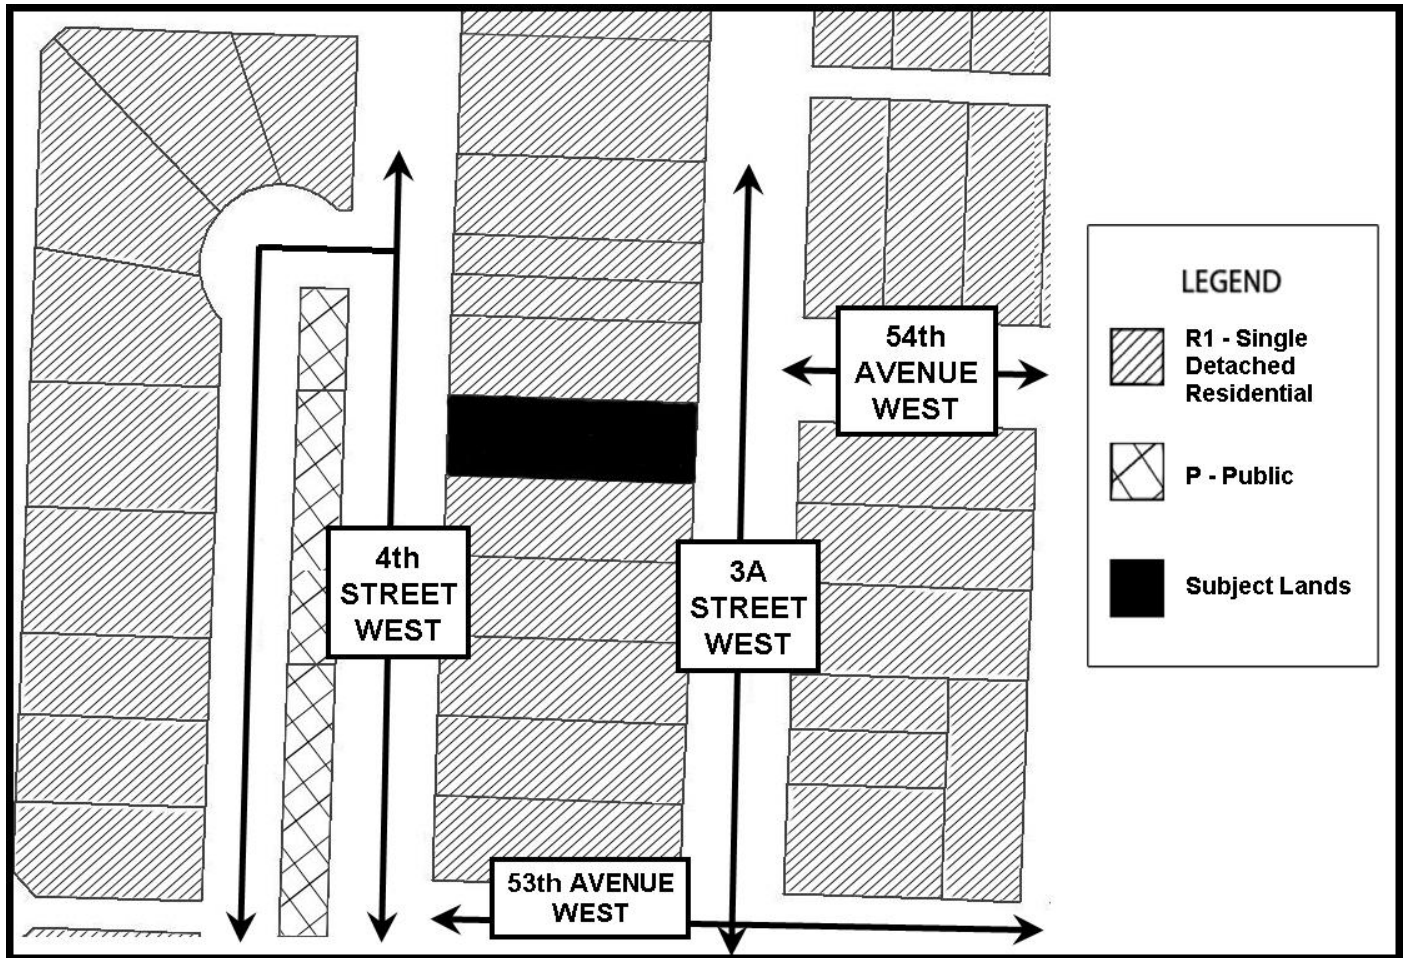 54th
AVENUE
WEST
4th
STREET
WEST
3A
STREET
WEST
53th AVENUE
WEST
LEGEND
R1 - Single
Detached
Residential
P - Public
Subject Lands